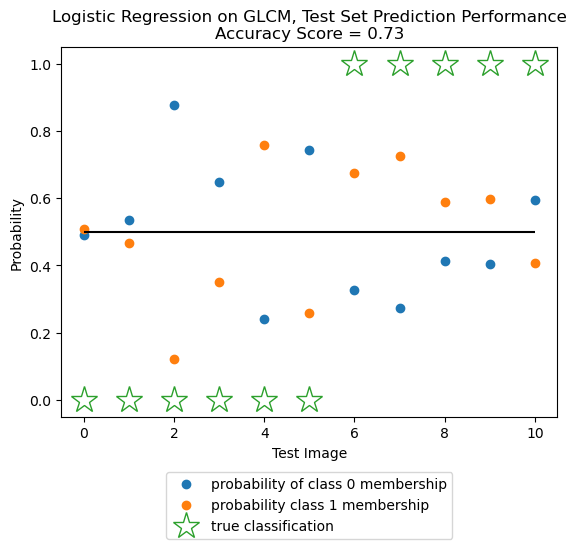 Logistic Regression on GLCM, Test Set Prediction Performance
Accuracy Score = 0.73
1.0
0.8
0.6
0.4
0.2
0.0
Probability
0 2 4 6 8 10
Test Image
probability of class 0 membership
probability class 1 membership
true classification